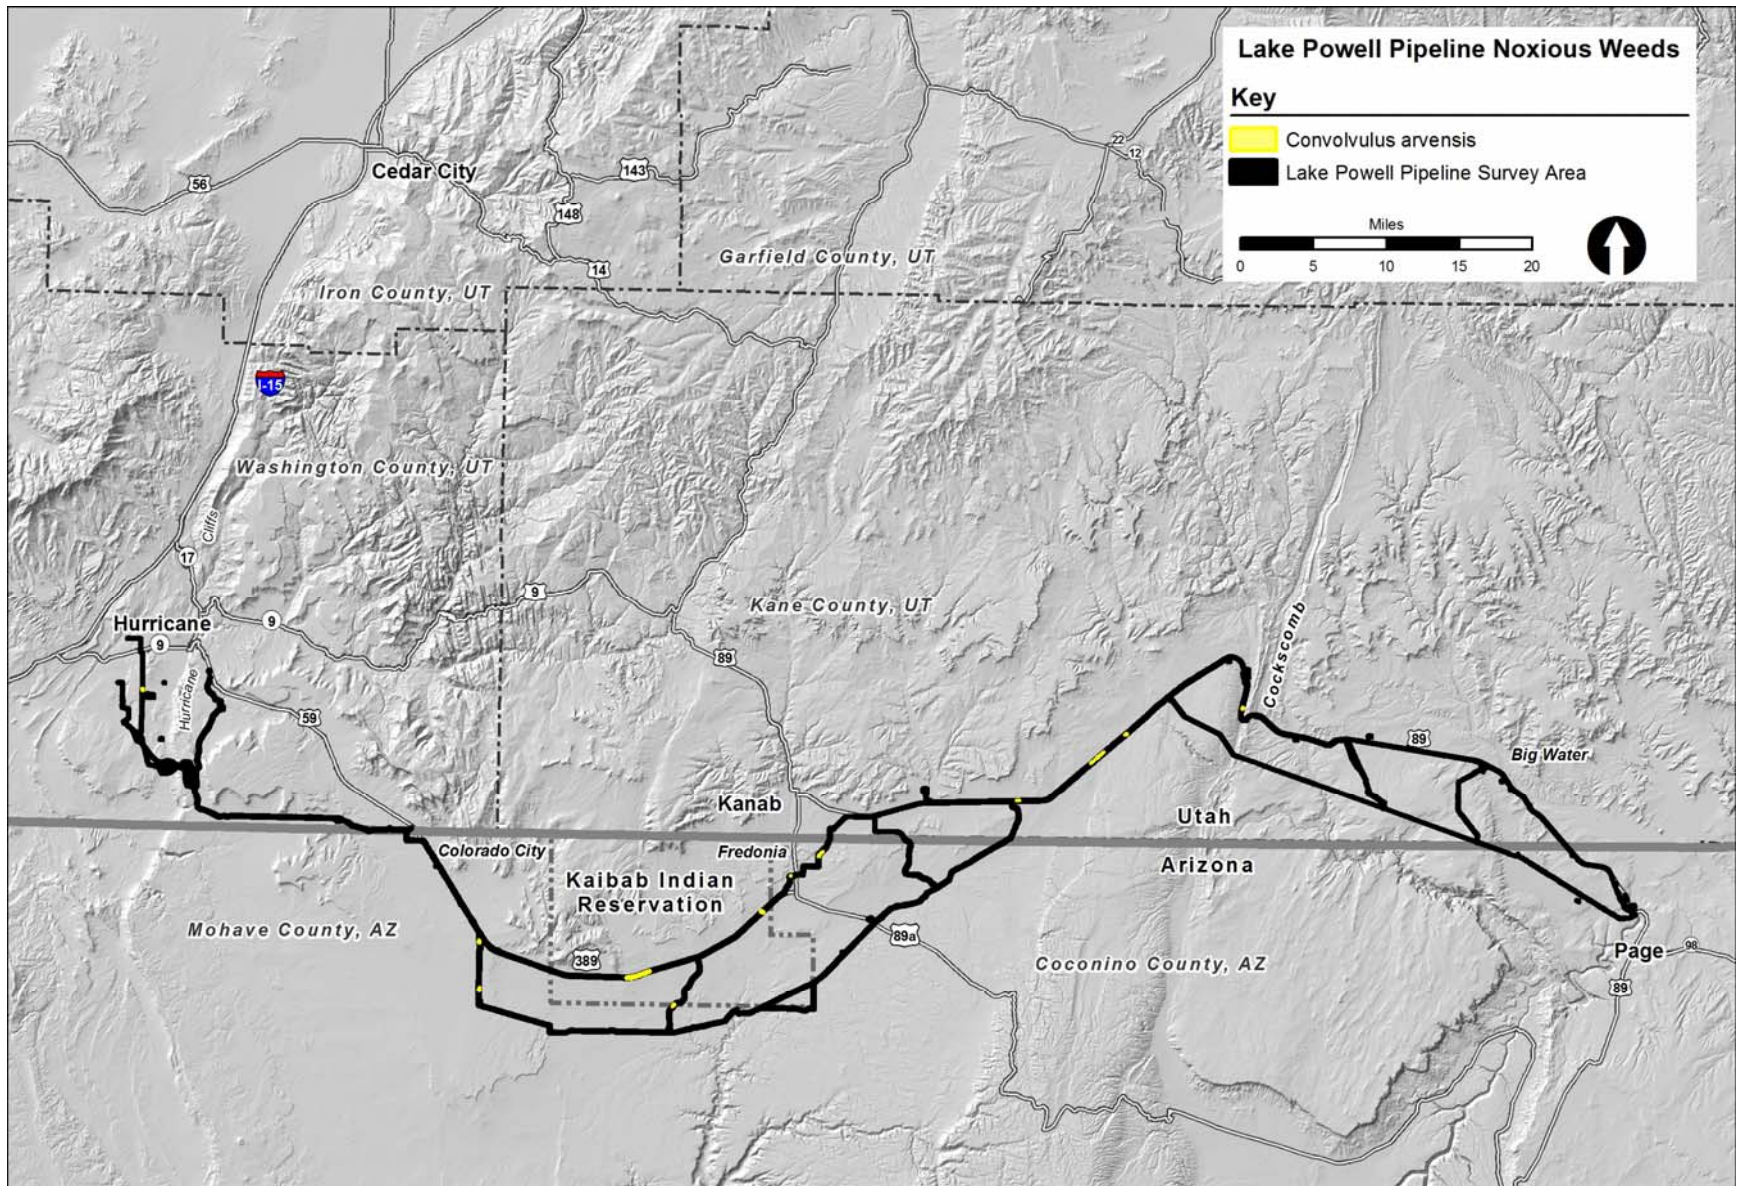 Lake Powell Pipeline Noxious Weeds
Key
Convolvulus arvensis
Lake Powell Pipeline Survey Area
Miles
0 5 10 15 20
22
12
143
56
Cedar City
148
14
Garfield County, UT
Iron County, UT
I-15
Washington County, UT
Cliffs
17
9
9
Kane County, UT
Hurricane
9
89
Cockscomb
Hurricane
59
89
Big Water
Kanab
Utah
Colorado City
Fredonia
Arizona
Kaibab Indian
Reservation
Mohave County, AZ
89a
389
Coconino County, AZ
Page
98
89